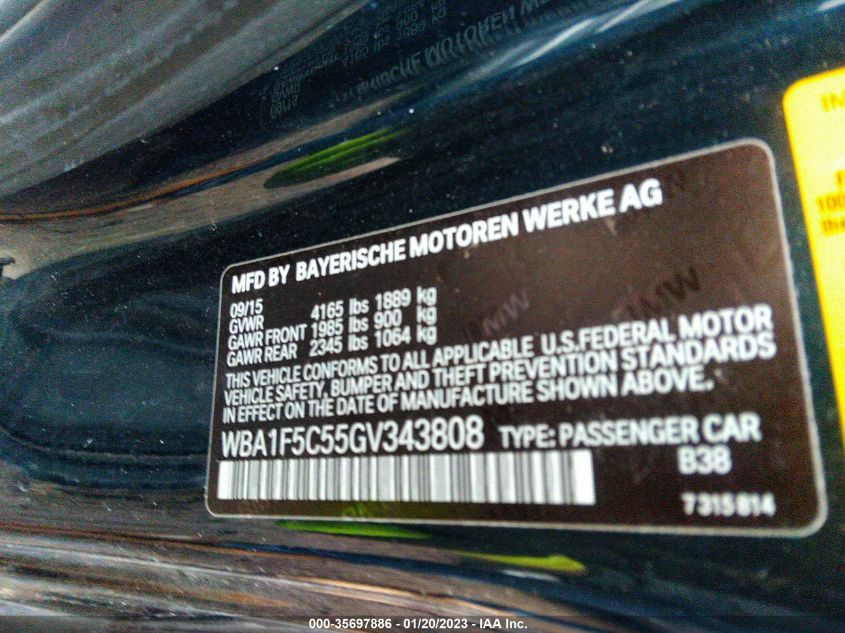 MFD BY BAYERISCHE MOTOREN WERKE AG
09/15
GVWR 4165 lbs 1889 kg
GAWR FRONT 1985 lbs 900 kg
GAWR REAR 2345 lbs 1064 kg
THIS VEHICLE CONFORMS TO ALL APPLICABLE U.S.FEDERAL MOTOR
VEHICLE SAFETY, BUMPER AND THEFT PREVENTION STANDARDS
IN EFFECT ON THE DATE OF MANUFACTURE SHOWN ABOVE.
WBA1F5C55GV343808 TYPE: PASSENGER CAR
B38
7315814
100
the
000-35697886 - 01/20/2023 - IAA Inc.